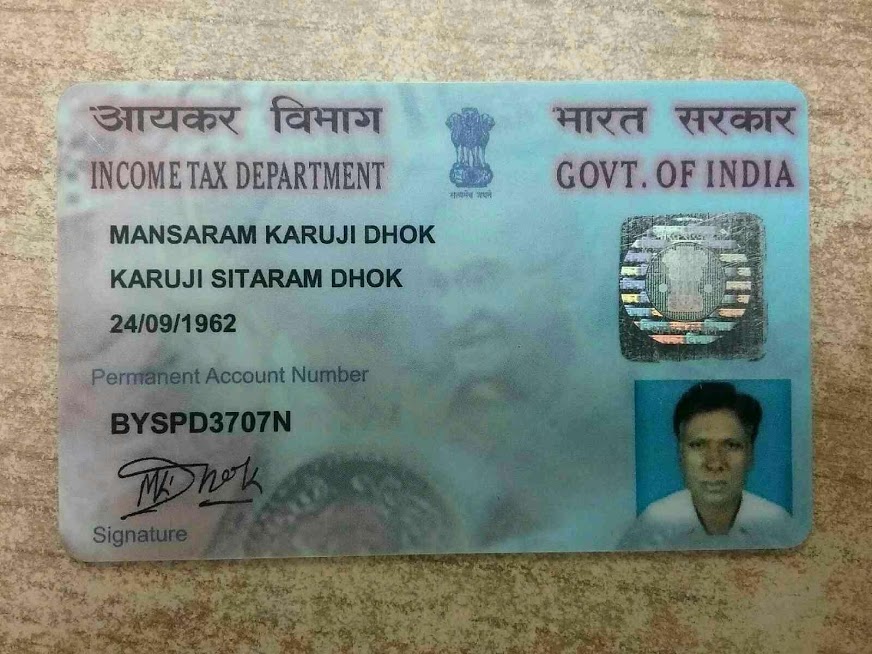 आयकर विभाग भारत सरकार
INCOME TAX DEPARTMENT GOVT. OF INDIA
सत्यमेव जयते
MANSARAM KARUJI DHOK
KARUJI SITARAM DHOK
24/09/1962
Permanent Account Number
BYSPD3707N
MK Dhok
Signature